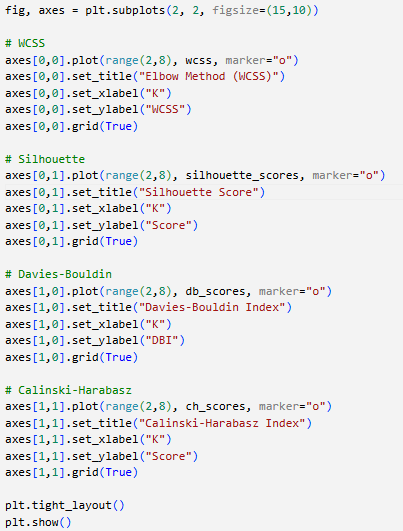 fig, axes = plt.subplots(2, 2, figsize=(15,10))

# WCSS
axes[0,0].plot(range(2,8), wcss, marker="o")
axes[0,0].set_title("Elbow Method (WCSS)")
axes[0,0].set_xlabel("K")
axes[0,0].set_ylabel("WCSS")
axes[0,0].grid(True)

# Silhouette
axes[0,1].plot(range(2,8), silhouette_scores, marker="o")
axes[0,1].set_title("Silhouette Score")
axes[0,1].set_xlabel("K")
axes[0,1].set_ylabel("Score")
axes[0,1].grid(True)

# Davies-Bouldin
axes[1,0].plot(range(2,8), db_scores, marker="o")
axes[1,0].set_title("Davies-Bouldin Index")
axes[1,0].set_xlabel("K")
axes[1,0].set_ylabel("DBI")
axes[1,0].grid(True)

# Calinski-Harabasz
axes[1,1].plot(range(2,8), ch_scores, marker="o")
axes[1,1].set_title("Calinski-Harabasz Index")
axes[1,1].set_xlabel("K")
axes[1,1].set_ylabel("Score")
axes[1,1].grid(True)

plt.tight_layout()
plt.show()